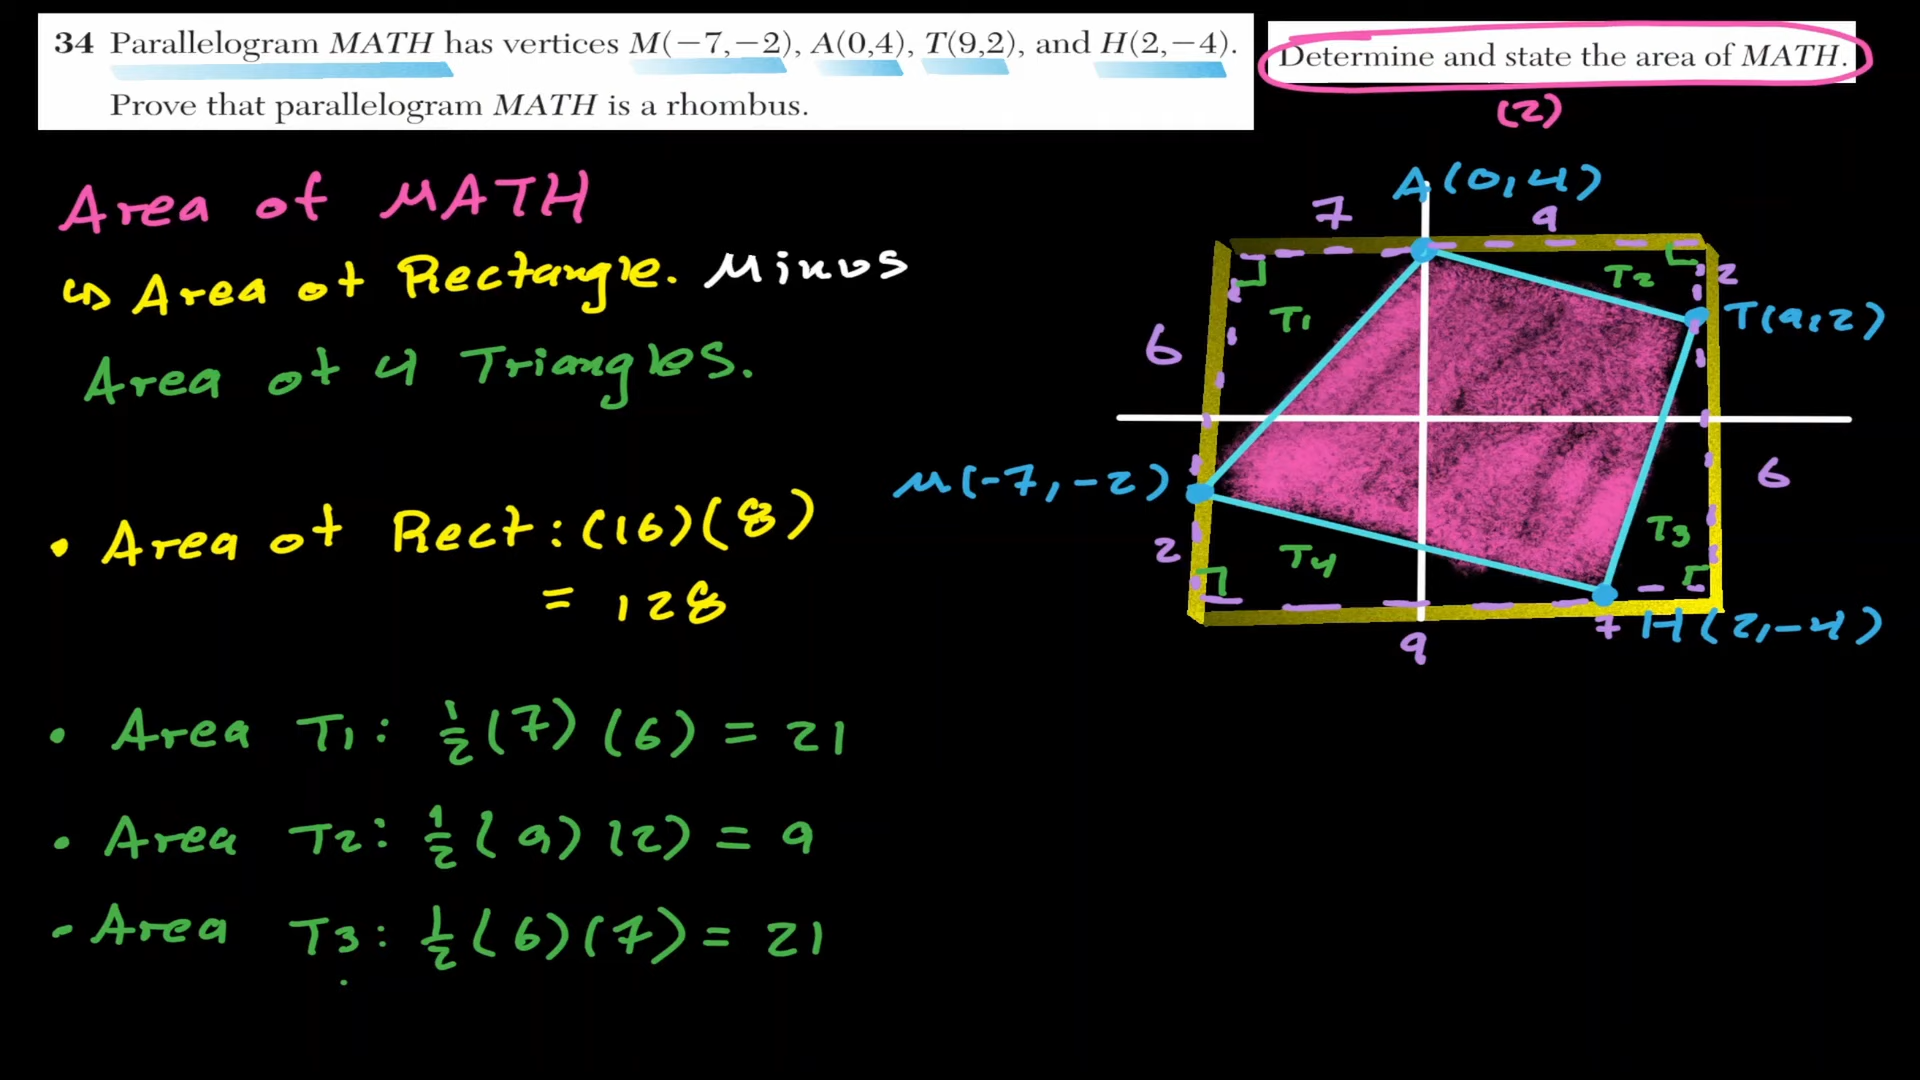 34 Parallelogram MATH has vertices M(−7,−2), A(0,4), T(9,2), and H(2,−4).
Prove that parallelogram MATH is a rhombus.
Determine and state the area of MATH.
(2)
Area of MATH
↪ Area of Rectangle. Minus
Area of 4 Triangles.
• Area of Rect: (16)(8)
= 128
• Area T1: 1/2(7)(6) = 21
• Area T2: 1/2(9)(2) = 9
• Area T3: 1/2(6)(7) = 21
A(0,4)
7
9
T2
2
T1
T(9,2)
6
M(-7,-2)
6
T3
2
T4
7
H(2,-4)
9